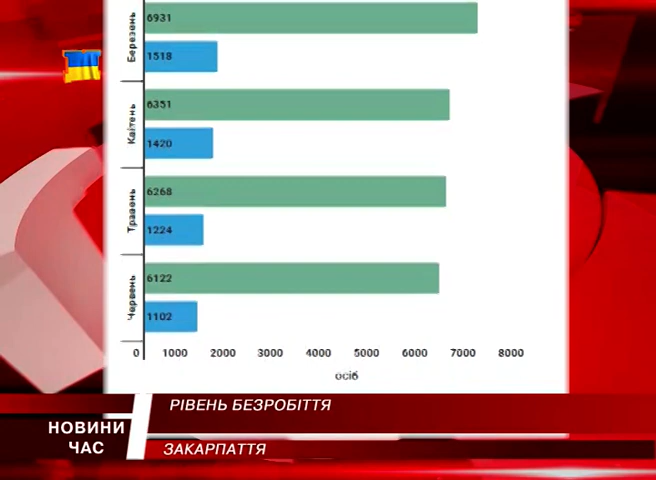 Березень
6931
1518
Квітень
6351
1420
Травень
6268
1224
Червень
6122
1102
0 1000 2000 3000 4000 5000 6000 7000 8000
осіб
РІВЕНЬ БЕЗРОБІТТЯ
НОВИНИ
ЧАС
ЗАКАРПАТТЯ